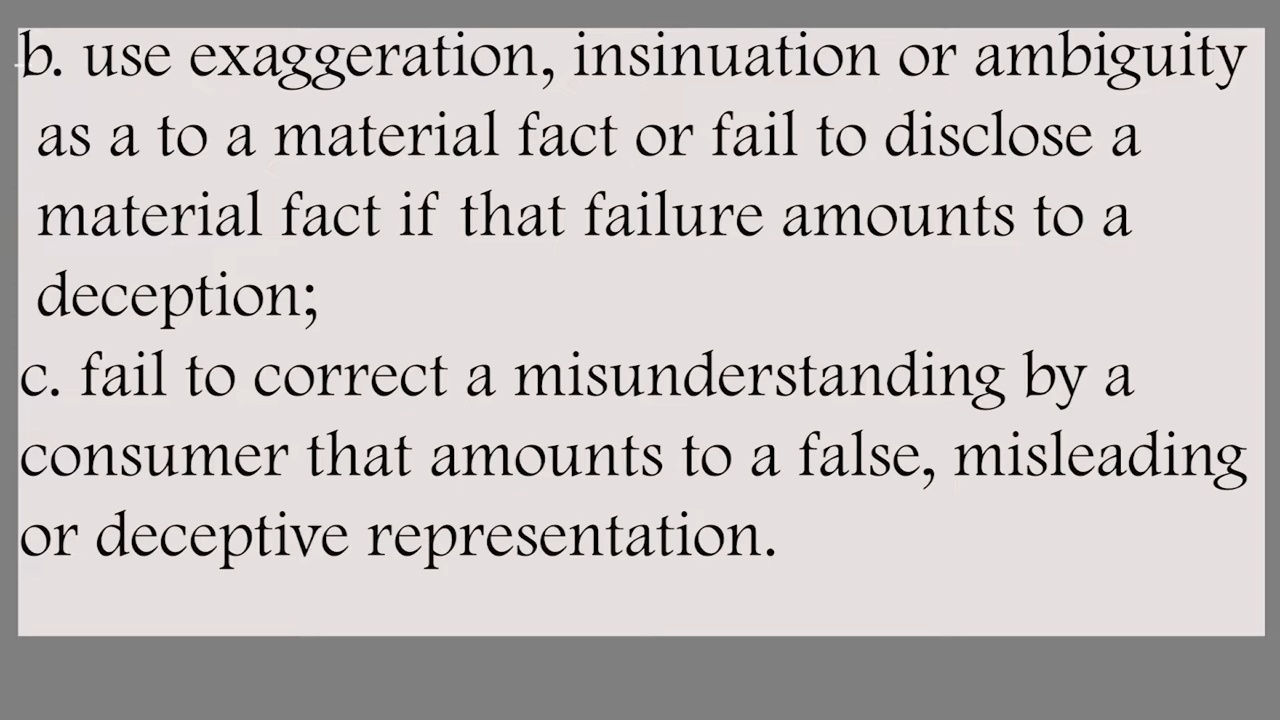 b. use exaggeration, insinuation or ambiguity
as a to a material fact or fail to disclose a
material fact if that failure amounts to a
deception;
c. fail to correct a misunderstanding by a
consumer that amounts to a false, misleading
or deceptive representation.